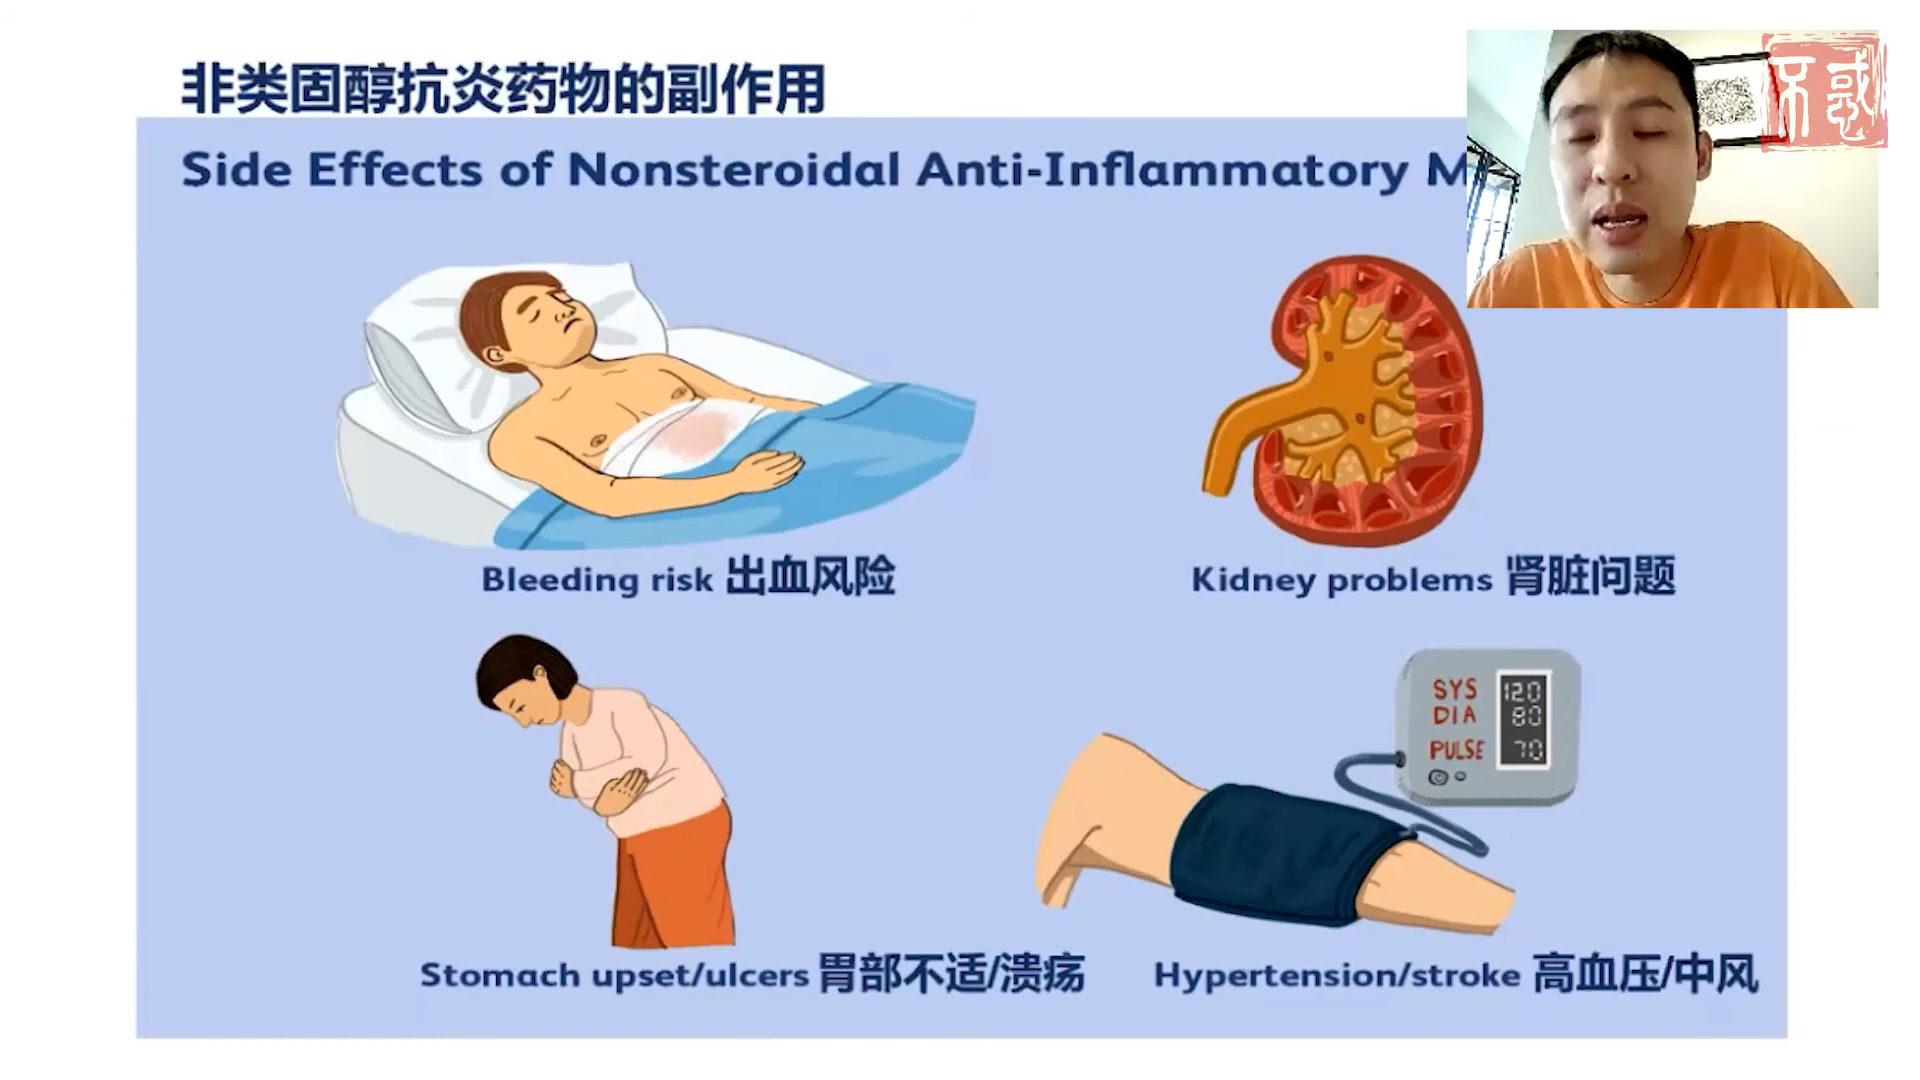 非类固醇抗炎药物的副作用
Side Effects of Nonsteroidal Anti-Inflammatory
不惑
Bleeding risk 出血风险
Kidney problems 肾脏问题
SYS 120
DIA 80
PULSE 70
Stomach upset/ulcers 胃部不适/溃疡
Hypertension/stroke 高血压/中风